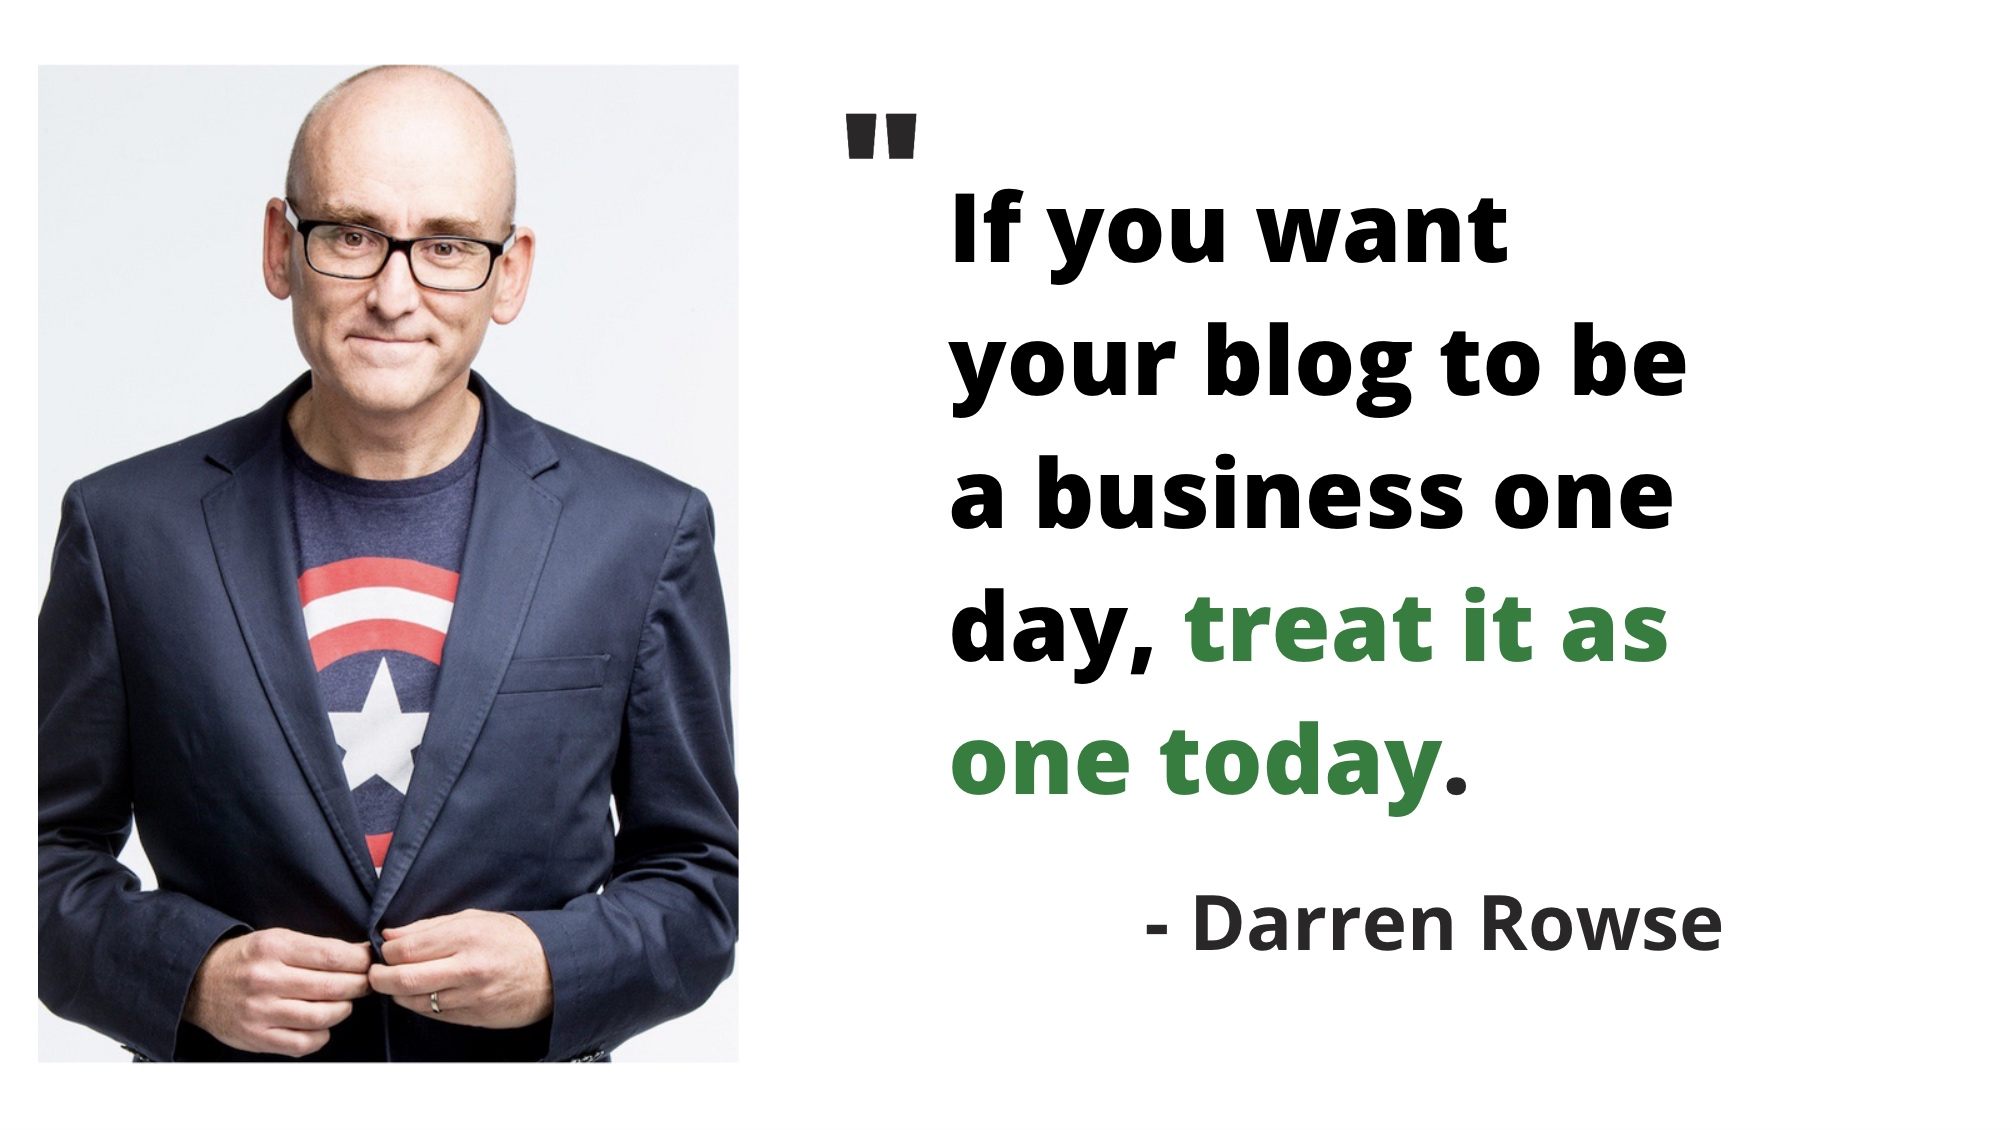 "
If you want
your blog to be
a business one
day, treat it as
one today.
- Darren Rowse